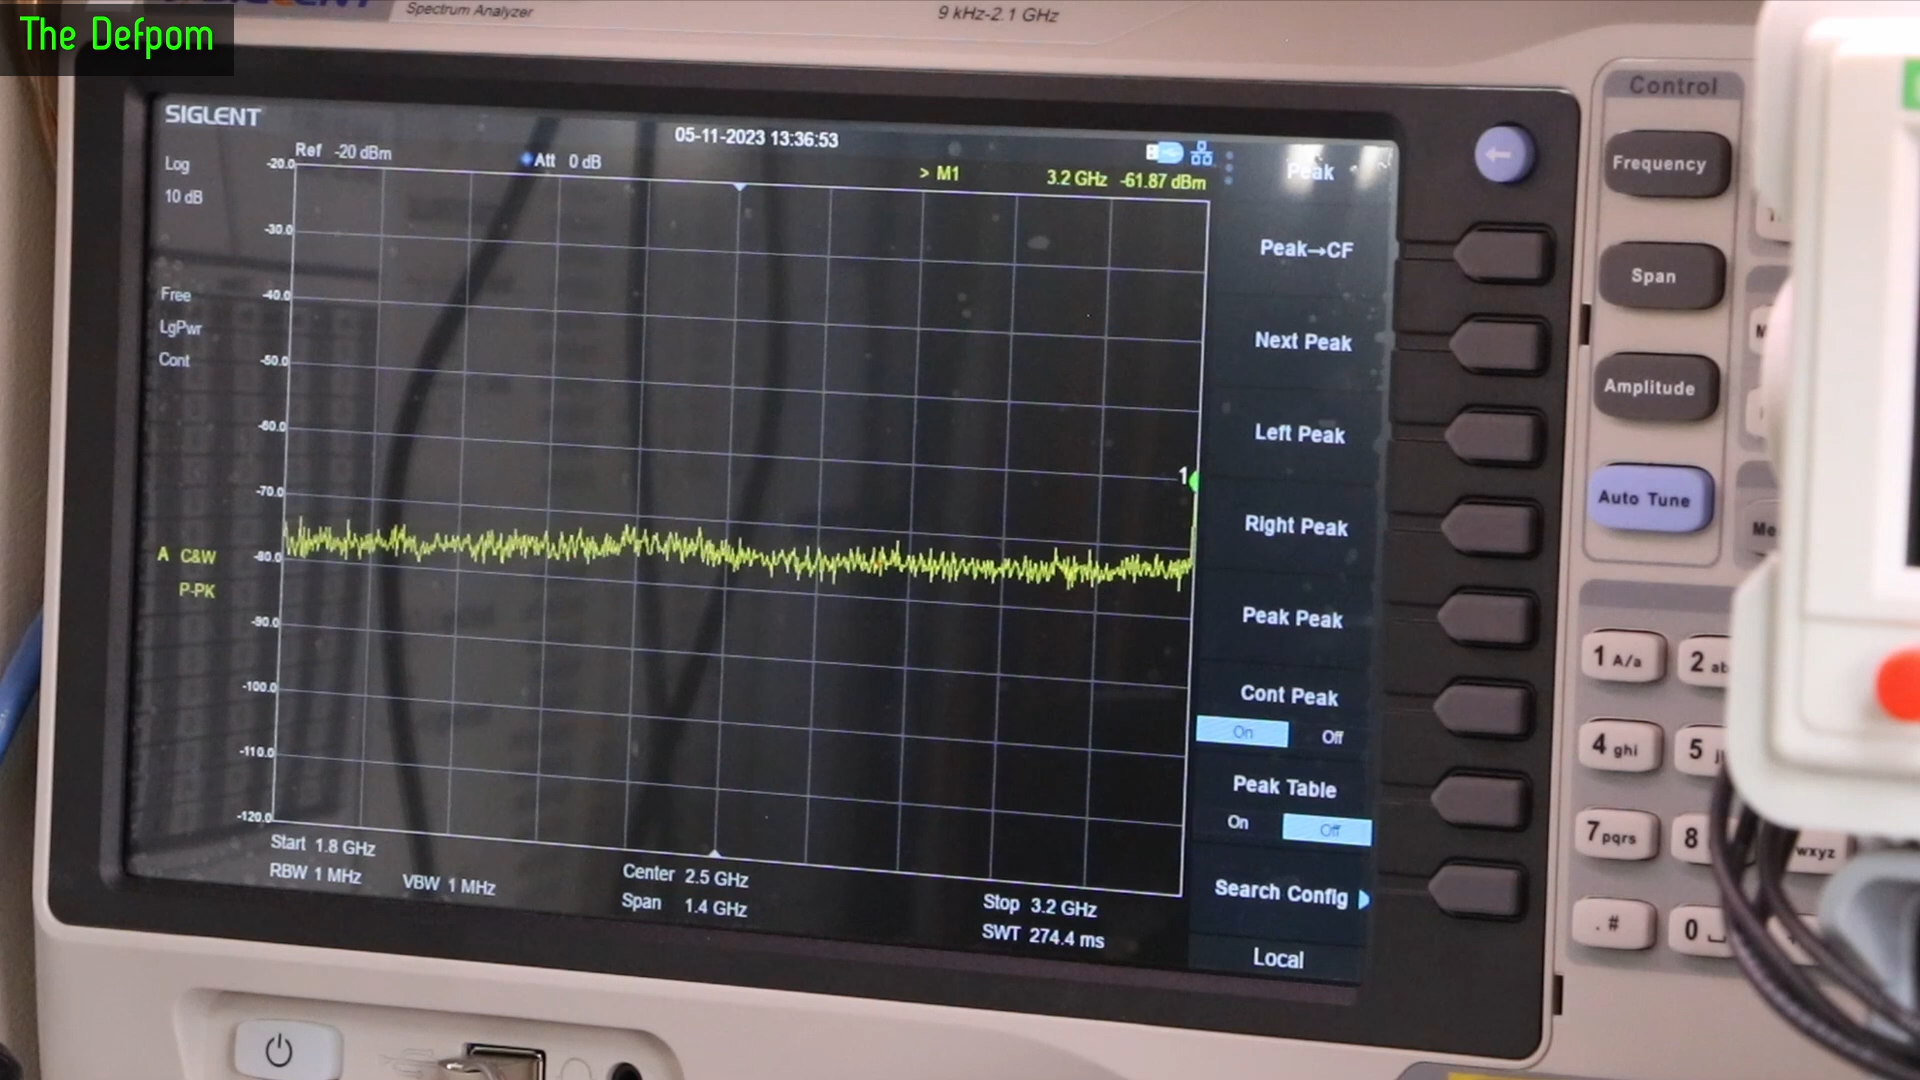 The Defpom
Spectrum Analyzer
9 kHz-2.1 GHz
SIGLENT
05-11-2023 13:36:53
Log
10 dB
Ref -20 dBm
Att 0 dB
> M1 3.2 GHz -61.87 dBm
Free
LgPwr
Cont
A C&W
P-PK
-20.0
-30.0
-40.0
-50.0
-60.0
-70.0
-80.0
-90.0
-100.0
-110.0
-120.0
1
Start 1.8 GHz
RBW 1 MHz
VBW 1 MHz
Center 2.5 GHz
Span 1.4 GHz
Stop 3.2 GHz
SWT 274.4 ms
Peak
Peak→CF
Next Peak
Left Peak
Right Peak
Peak Peak
Cont Peak
On Off
Peak Table
On Off
Search Config
Local
Control
Frequency
Span
Amplitude
Auto Tune
1 A/a
2 ab
4 ghi
5 j
7 pqrs
8
wxyz
. #
0